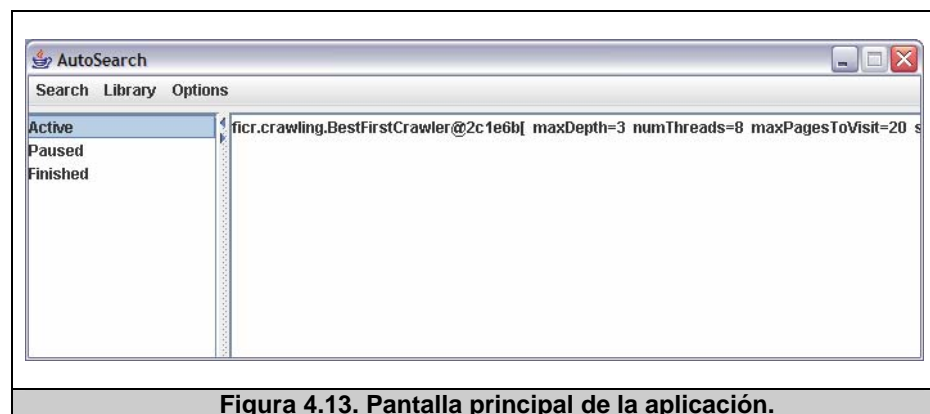 AutoSearch
Search Library Options
Active
Paused
Finished
ficr.crawling.BestFirstCrawler@2c1e6b[ maxDepth=3 numThreads=8 maxPagesToVisit=20 s
Figura 4.13. Pantalla principal de la aplicación.